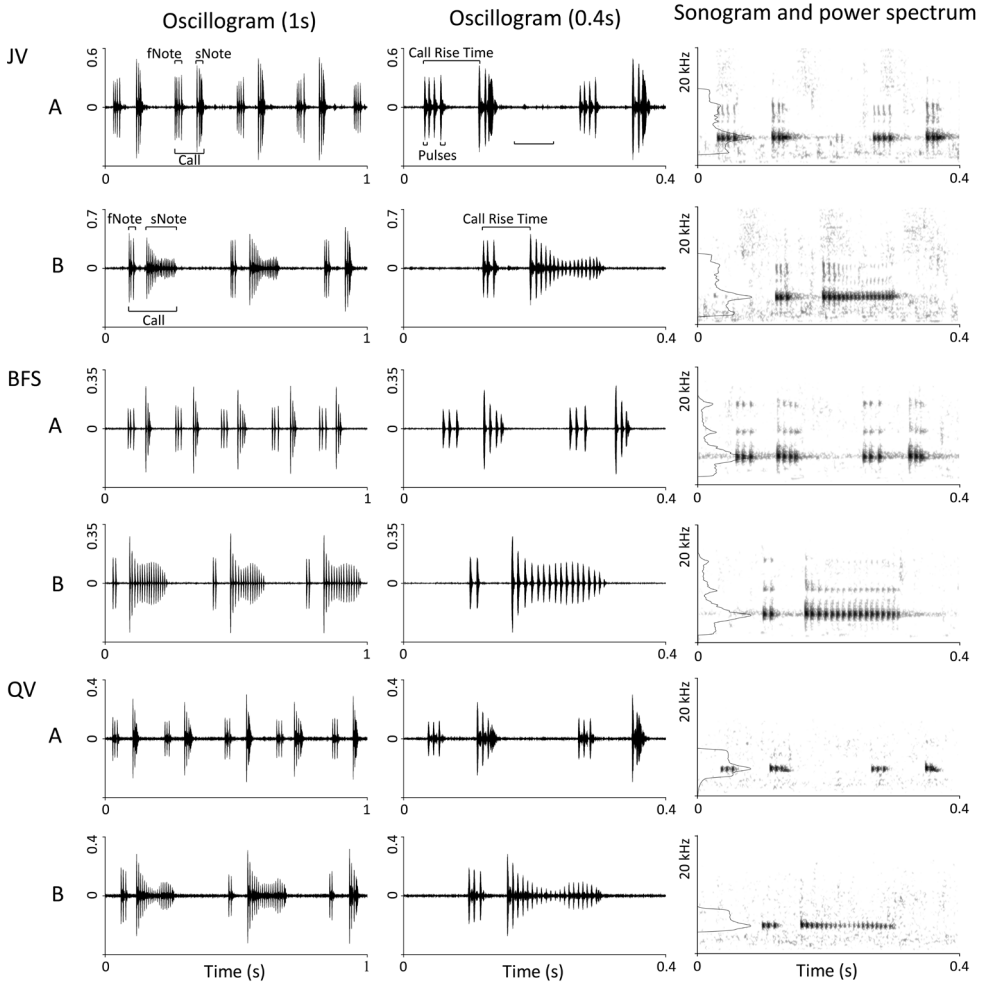 Oscillogram (1s)
Oscillogram (0.4s)
Sonogram and power spectrum
JV
A
0.6
0
fNote
sNote
Call
0
1
Call Rise Time
0.6
0
Pulses
0
0.4
20 kHz
0
0.4
B
0.7
0
fNote
sNote
Call
0
1
Call Rise Time
0.7
0
0
0.4
20 kHz
0
0.4
BFS
A
0.35
0
0
1
0.35
0
0
0.4
20 kHz
0
0.4
B
0.35
0
0
1
0.35
0
0
0.4
20 kHz
0
0.4
QV
A
0.4
0
0
1
0.4
0
0
0.4
20 kHz
0
0.4
B
0.4
0
0
Time (s)
1
0.4
0
0
Time (s)
0.4
20 kHz
0
Time (s)
0.4